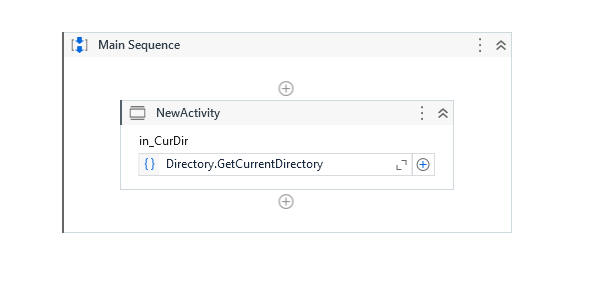 Main Sequence
NewActivity
in_CurDir
Directory.GetCurrentDirectory